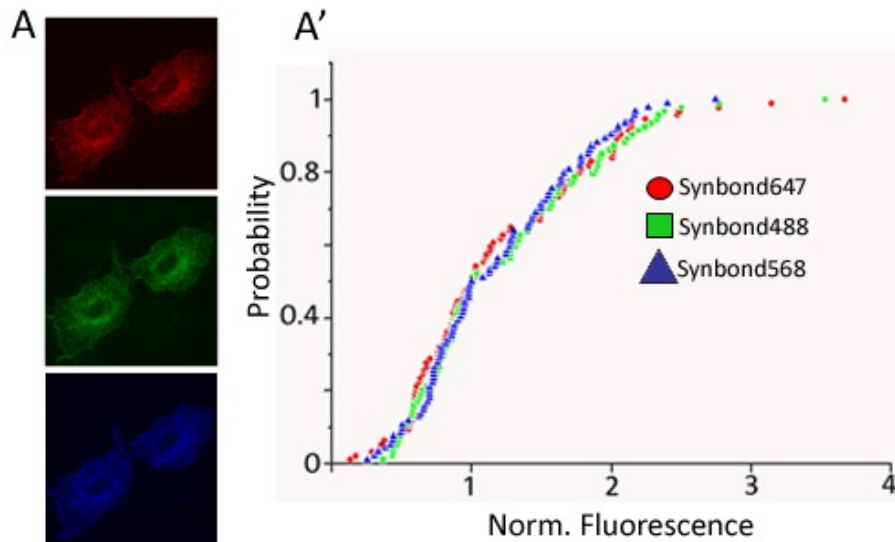 A
A'
Probability
1
0.8
0.4
0
Synbond647
Synbond488
Synbond568
1
2
3
4
Norm. Fluorescence